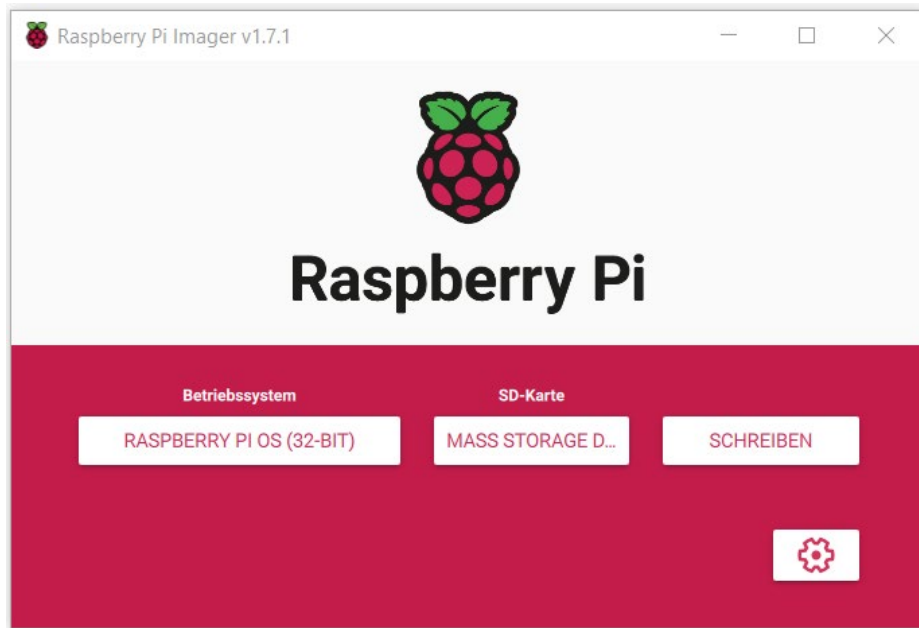 Raspberry Pi Imager v1.7.1
Raspberry Pi
Betriebssystem
SD-Karte
RASPBERRY PI OS (32-BIT)
MASS STORAGE D...
SCHREIBEN